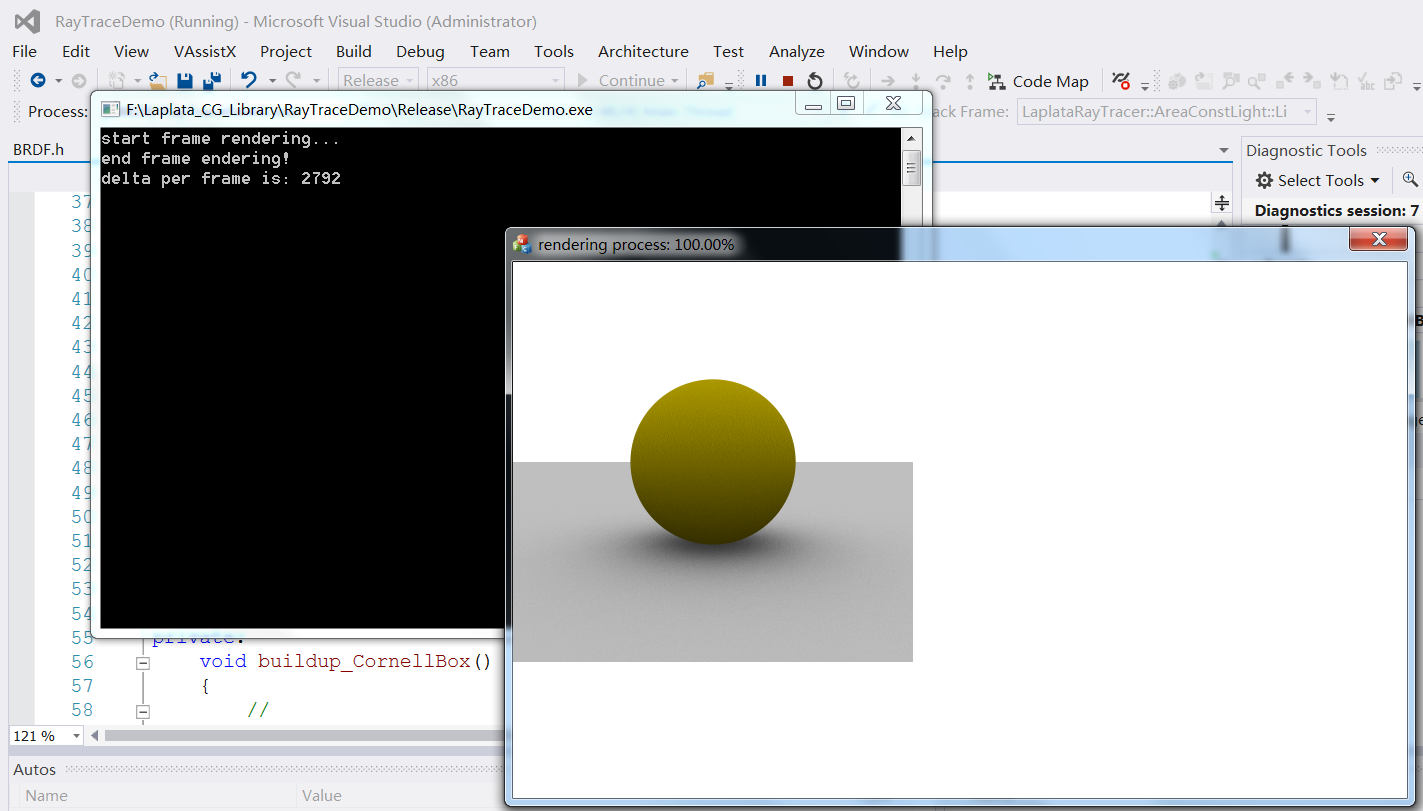 RayTraceDemo (Running) - Microsoft Visual Studio (Administrator)
File Edit View VAssistX Project Build Debug Team Tools Architecture Test Analyze Window Help
Release x86 Continue Code Map
Process: F:\Laplata_CG_Library\RayTraceDemo\Release\RayTraceDemo.exe ack Frame: LaplataRayTracer::AreaConstLight::Li
BRDF.h
start frame rendering...
end frame endering!
delta per frame is: 2792
Diagnostic Tools
Select Tools
Diagnostics session: 7
rendering process: 100.00%
37
38
39
40
41
42
43
44
45
46
47
48
49
50
51
52
53
54
55 private:
56 void buildup_CornellBox()
57 {
58 //
121 %
Autos
Name Value